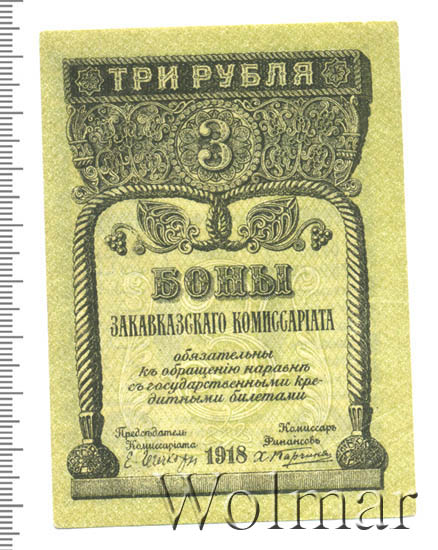 ТРИ РУБЛЯ
3
БОНЫ
ЗАКАВКАЗСКАГО КОМИССАРІАТА
обязательны
къ обращенію наравнѣ
съ государственными кре-
дитными билетами
Предсѣдатель
Комиссаріата
Комиссаръ
Финансовъ
1918
Wolmar